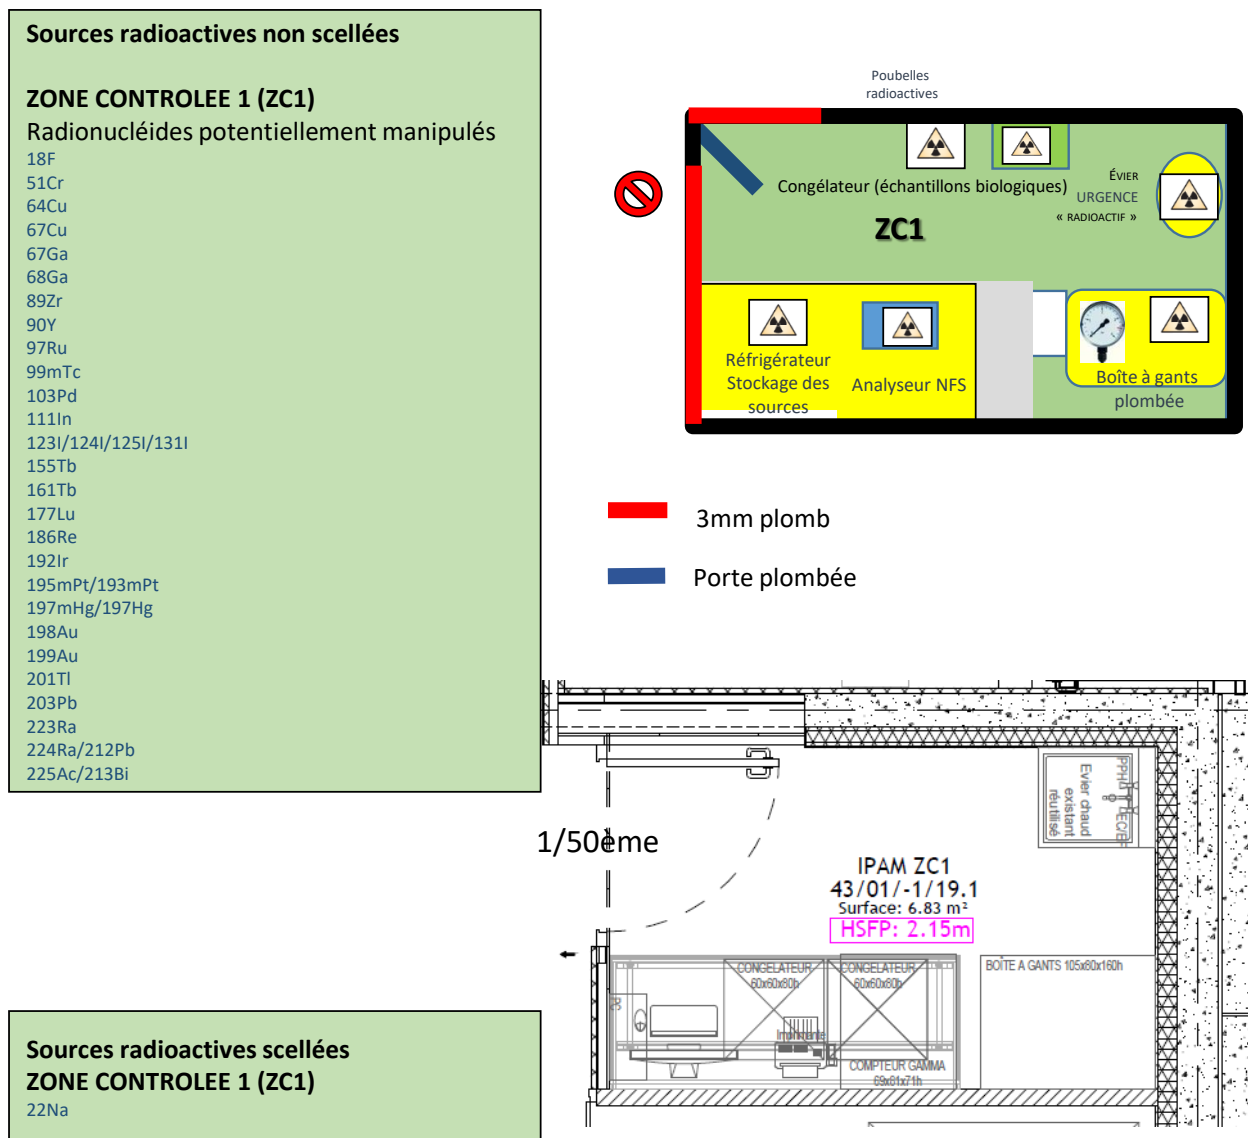 Sources radioactives non scellées
ZONE CONTROLEE 1 (ZC1)
Radionucléides potentiellement manipulés
18F
51Cr
64Cu
67Cu
67Ga
68Ga
89Zr
90Y
97Ru
99mTc
103Pd
111In
123I/124I/125I/131I
155Tb
161Tb
177Lu
186Re
192Ir
195mPt/193mPt
197mHg/197Hg
198Au
199Au
201Tl
203Pb
223Ra
224Ra/212Pb
225Ac/213Bi
Poubelles
radioactives
Congélateur (échantillons biologiques)
ÉVIER
URGENCE
« RADIOACTIF »
ZC1
Réfrigérateur
Stockage des
sources
Analyseur NFS
Boîte à gants
plombée
3mm plomb
Porte plombée
1/50ème
Evier chaud
existant
réutilisé
IPAM ZC1
43/01/-1/19.1
Surface: 6.83 m²
HSFP: 2.15m
CONGELATEUR
60x60x80h
CONGELATEUR
60x60x80h
BOÎTE A GANTS 105x80x160h
PC
Imprimante
COMPTEUR GAMMA
69x61x71h
Sources radioactives scellées
ZONE CONTROLEE 1 (ZC1)
22Na